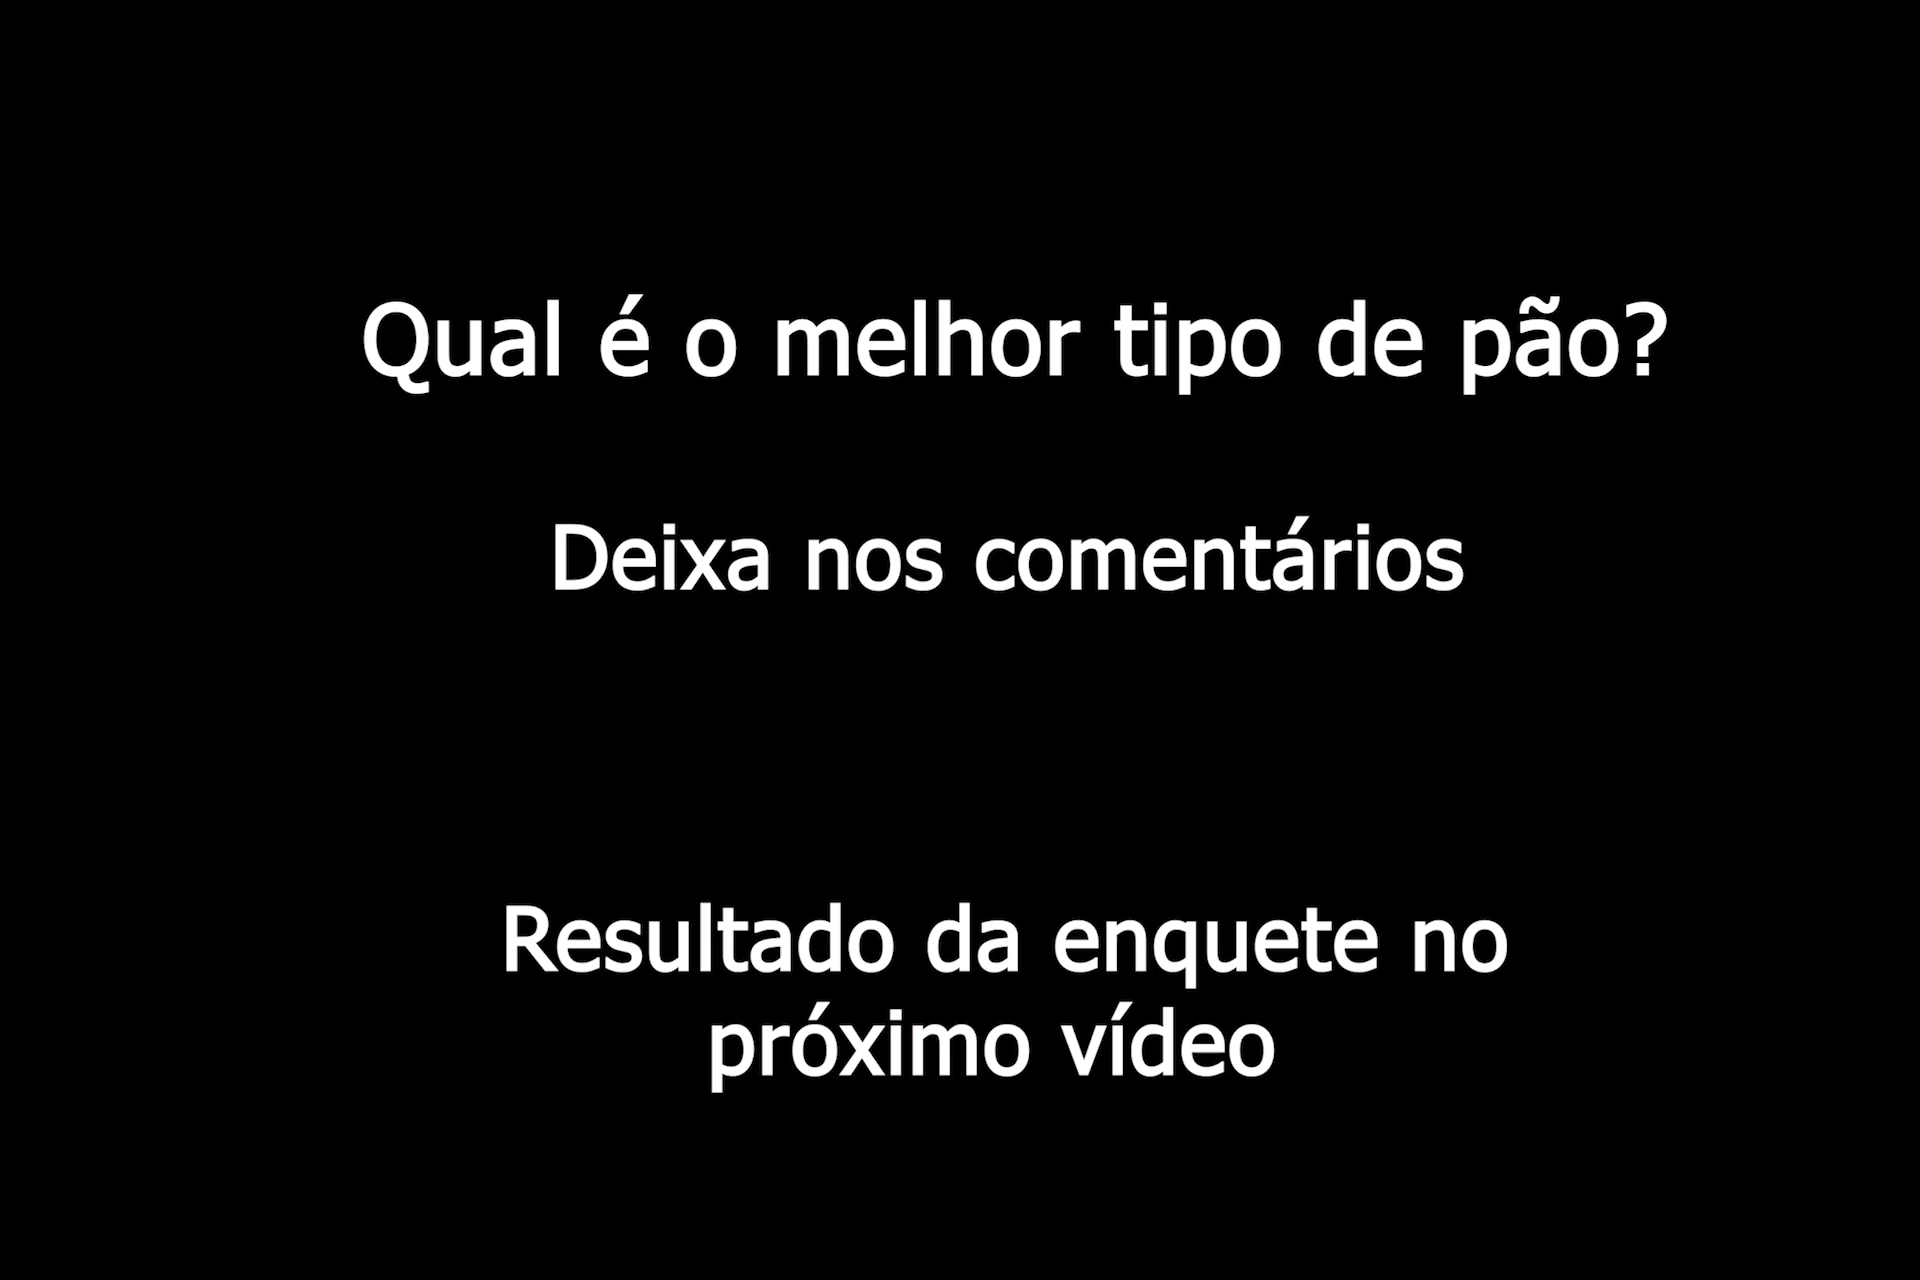 Qual é o melhor tipo de pão?
Deixa nos comentários
Resultado da enquete no
próximo vídeo